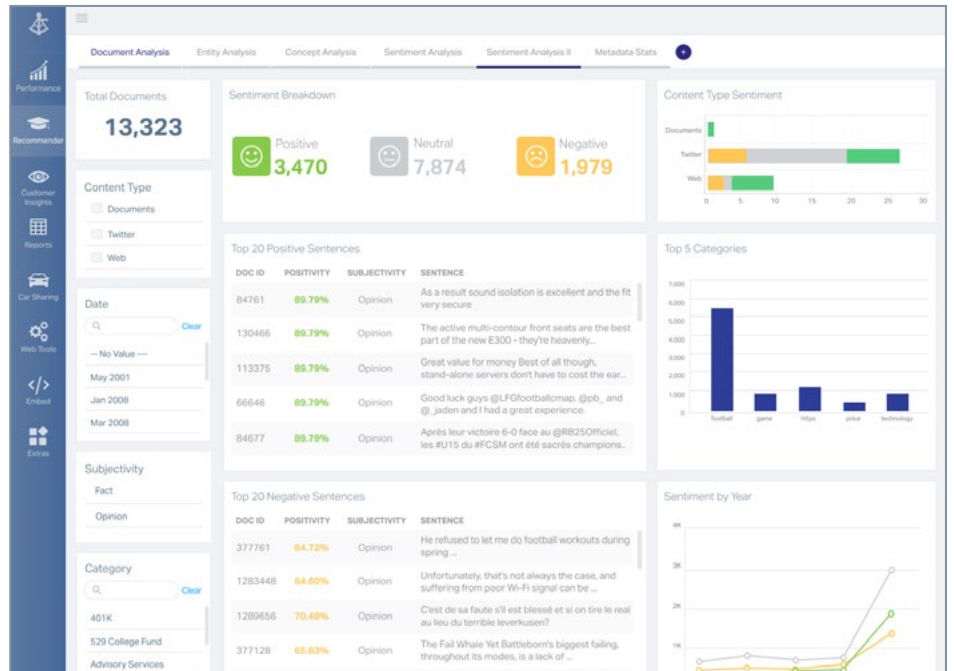 Document Analysis
Entity Analysis
Concept Analysis
Sentiment Analysis
Sentiment Analysis II
Metadata Stats
Performance
Recommender
Customer
Insights
Reports
Car Sharing
Web Tools
Embed
Extras
Total Documents
13,323
Content Type
Documents
Twitter
Web
Date
Clear
-- No Value ---
May 2001
Jan 2008
Mar 2008
Subjectivity
Fact
Opinion
Category
Clear
401K
529 College Fund
Advisory Services
Sentiment Breakdown
Positive
3,470
Neutral
7,874
Negative
1,979
Content Type Sentiment
Documents
Twitter
Web
0 5 10 15 20 25 30
Top 20 Positive Sentences
DOC ID POSITIVITY SUBJECTIVITY SENTENCE
84761 89.79% Opinion As a result sound isolation is excellent and the fit
very secure
130466 89.79% Opinion The active multi-contour front seats are the best
part of the new E300 - they're heavenly...
113375 89.79% Opinion Great value for money Best of all though,
stand-alone servers don't have to cost the ear...
66646 89.79% Opinion Good luck guys @LFGfootballcmap, @pb_ and
@_jaden and I had a great experience.
84677 89.79% Opinion Après leur victoire 6-0 face au @RB25Officiel,
les #U15 du #FCSM ont été sacrés champions..
Top 5 Categories
7,000
6,000
5,000
4,000
3,000
2,000
1,000
0
football game https price technology
Top 20 Negative Sentences
DOC ID POSITIVITY SUBJECTIVITY SENTENCE
377761 64.72% Opinion He refused to let me do football workouts during
spring ...
1283448 64.60% Opinion Unfortunately, that's not always the case, and
suffering from poor Wi-Fi signal can be ...
1289656 70.48% Opinion C'est de sa faute s'il est blessé et si on tire le real
au lieu du terrible leverkusen?
377128 65.83% Opinion The Fail Whale Yet Battleborn's biggest failing,
throughout its modes, is a lack of ...
Sentiment by Year
4K
3K
2K
1K